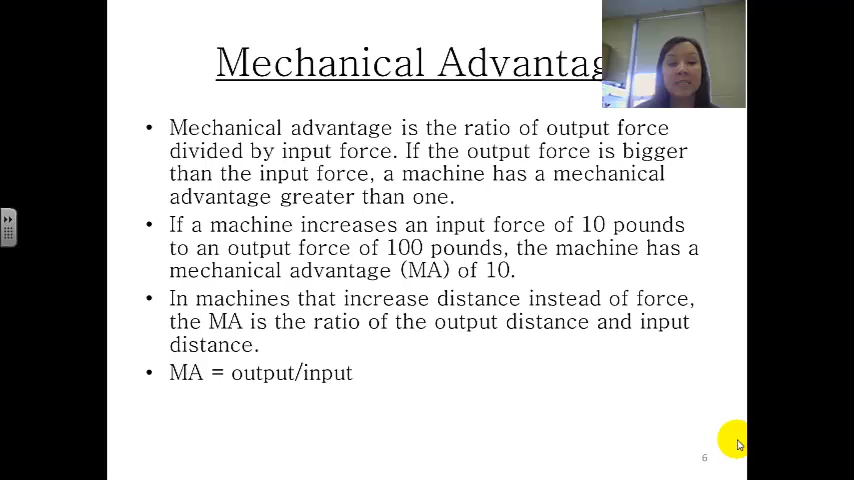 Mechanical Advantag
• Mechanical advantage is the ratio of output force
divided by input force. If the output force is bigger
than the input force, a machine has a mechanical
advantage greater than one.
• If a machine increases an input force of 10 pounds
to an output force of 100 pounds, the machine has a
mechanical advantage (MA) of 10.
• In machines that increase distance instead of force,
the MA is the ratio of the output distance and input
distance.
• MA = output/input
6